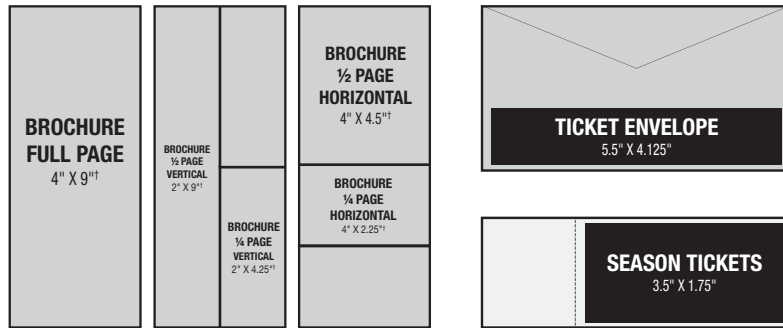 BROCHURE
FULL PAGE
4" X 9"†
BROCHURE
½ PAGE
VERTICAL
2" X 9"†
BROCHURE
¼ PAGE
VERTICAL
2" X 4.25"†
BROCHURE
½ PAGE
HORIZONTAL
4" X 4.5"†
BROCHURE
¼ PAGE
HORIZONTAL
4" X 2.25"†
TICKET ENVELOPE
5.5" X 4.125"
SEASON TICKETS
3.5" X 1.75"